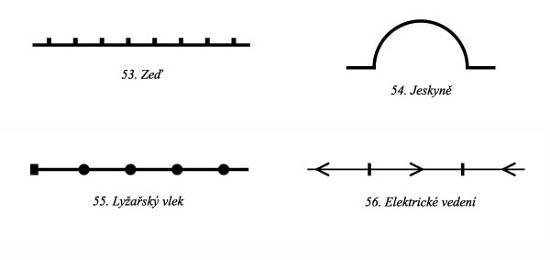 53. Zeď
54. Jeskyně
55. Lyžařský vlek
56. Elektrické vedení